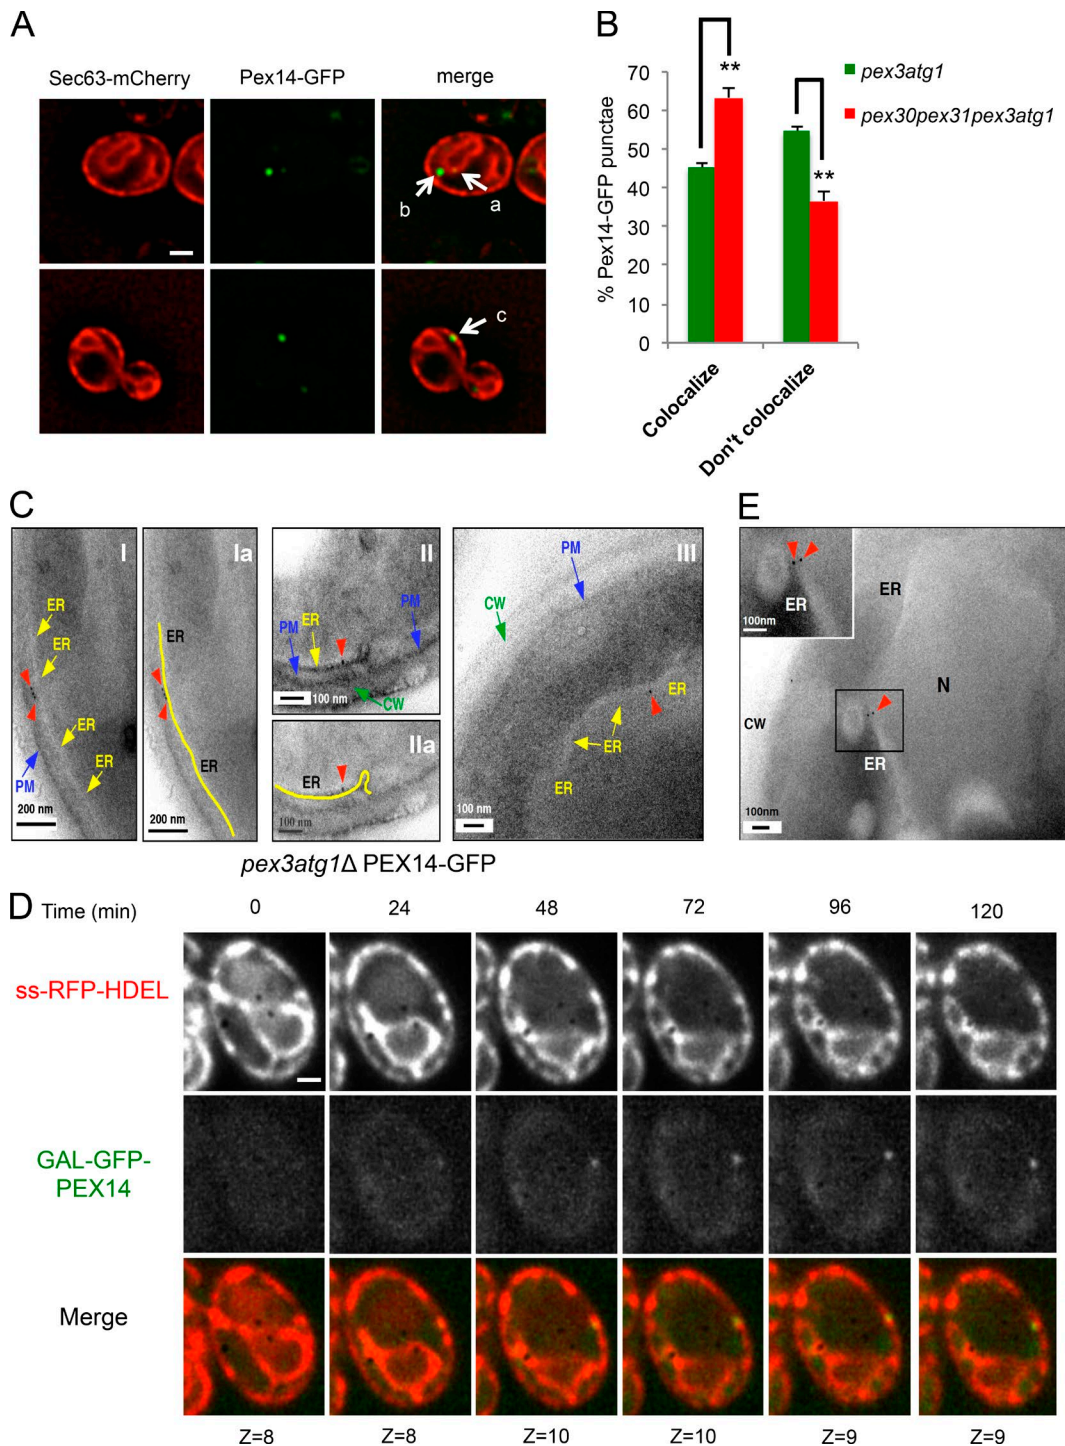 A
Sec63-mCherry Pex14-GFP merge
b
a
c
B
% Pex14-GFP punctae
70
60
50
40
30
20
10
0
**
**
pex3atg1
pex30pex31pex3atg1
Colocalize
Don't colocalize
C
I
ER
ER
ER
ER
PM
200 nm
Ia
ER
ER
200 nm
II
PM
ER
PM
CW
100 nm
IIa
ER
100 nm
III
PM
CW
ER
ER
ER
100 nm
pex3atg1Δ PEX14-GFP
E
ER
100nm
ER
N
CW
ER
100nm
D
Time (min) 0 24 48 72 96 120
ss-RFP-HDEL
GAL-GFP-
PEX14
Merge
Z=8 Z=8 Z=10 Z=10 Z=9 Z=9